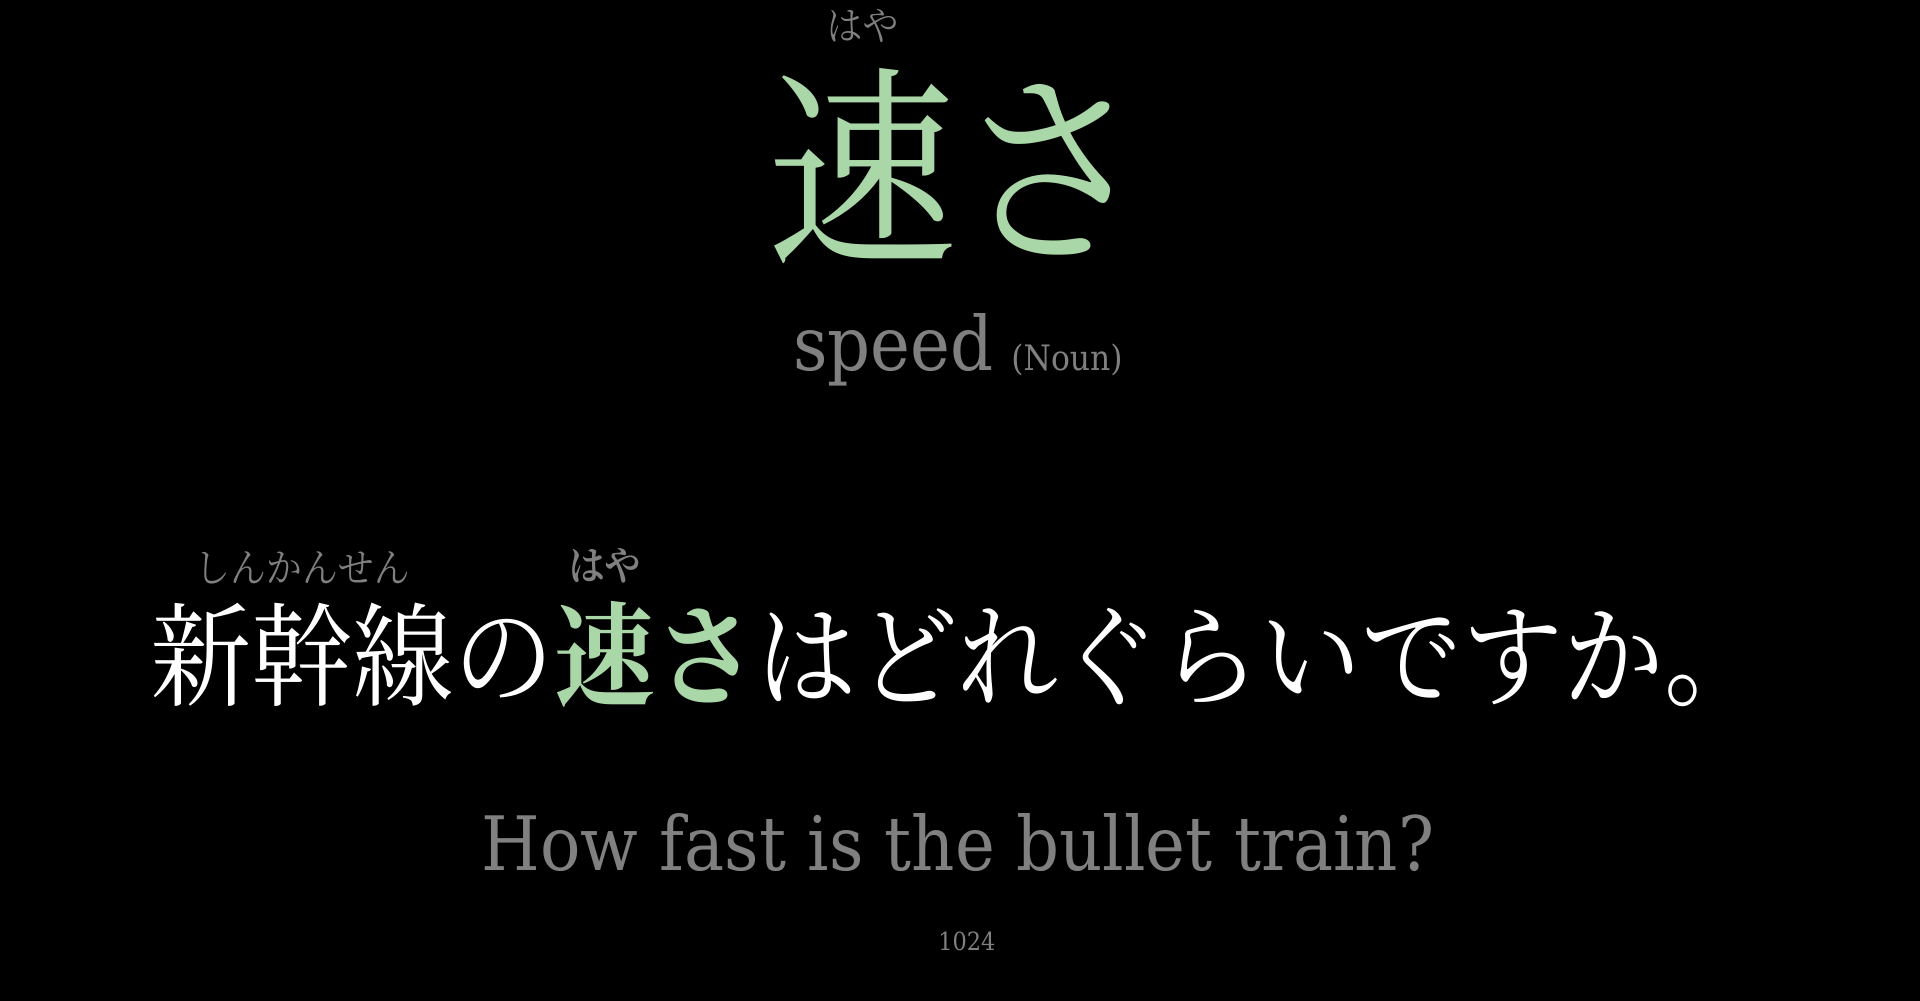 はや
速さ
speed (Noun)
しんかんせん はや
新幹線の速さはどれぐらいですか。
How fast is the bullet train?
1024